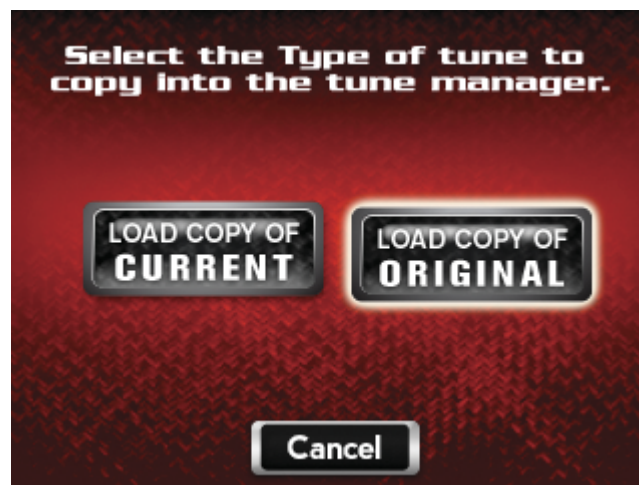 Select the Type of tune to
copy into the tune manager.
LOAD COPY OF
CURRENT
LOAD COPY OF
ORIGINAL
Cancel